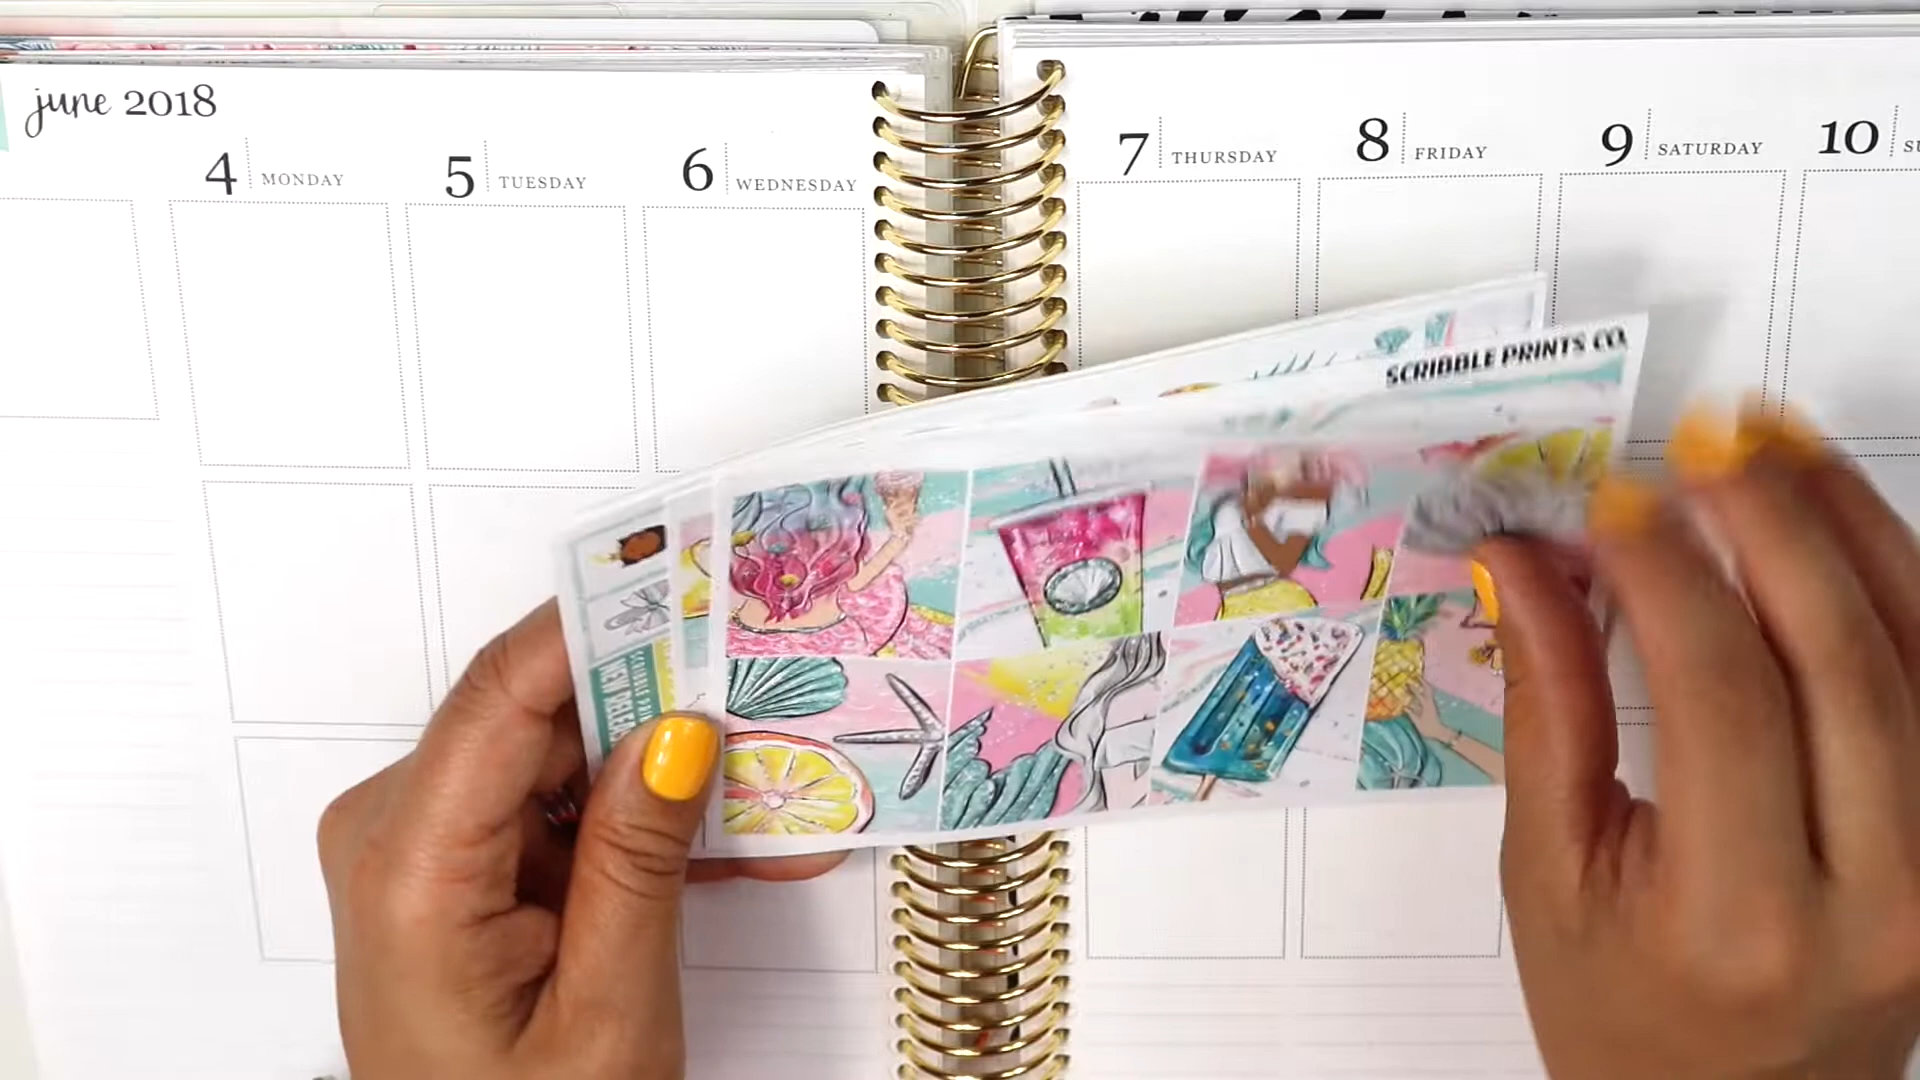 june 2018
4 MONDAY
5 TUESDAY
6 WEDNESDAY
7 THURSDAY
8 FRIDAY
9 SATURDAY
10
SCRIBBLE PRINTS CO.